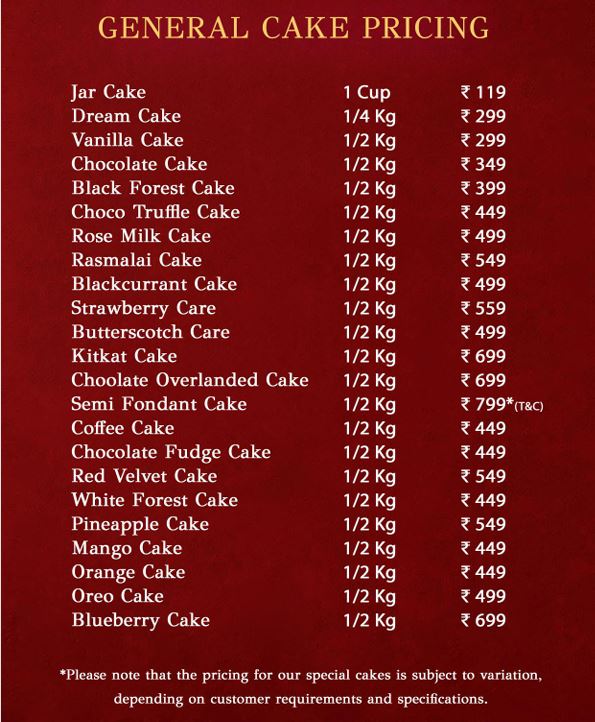 GENERAL CAKE PRICING
Jar Cake 1 Cup ₹ 119
Dream Cake 1/4 Kg ₹ 299
Vanilla Cake 1/2 Kg ₹ 299
Chocolate Cake 1/2 Kg ₹ 349
Black Forest Cake 1/2 Kg ₹ 399
Choco Truffle Cake 1/2 Kg ₹ 449
Rose Milk Cake 1/2 Kg ₹ 499
Rasmalai Cake 1/2 Kg ₹ 549
Blackcurrant Cake 1/2 Kg ₹ 499
Strawberry Care 1/2 Kg ₹ 559
Butterscotch Care 1/2 Kg ₹ 499
Kitkat Cake 1/2 Kg ₹ 699
Choolate Overlanded Cake 1/2 Kg ₹ 699
Semi Fondant Cake 1/2 Kg ₹ 799*(T&C)
Coffee Cake 1/2 Kg ₹ 449
Chocolate Fudge Cake 1/2 Kg ₹ 449
Red Velvet Cake 1/2 Kg ₹ 549
White Forest Cake 1/2 Kg ₹ 449
Pineapple Cake 1/2 Kg ₹ 549
Mango Cake 1/2 Kg ₹ 449
Orange Cake 1/2 Kg ₹ 449
Oreo Cake 1/2 Kg ₹ 499
Blueberry Cake 1/2 Kg ₹ 699
*Please note that the pricing for our special cakes is subject to variation,
depending on customer requirements and specifications.